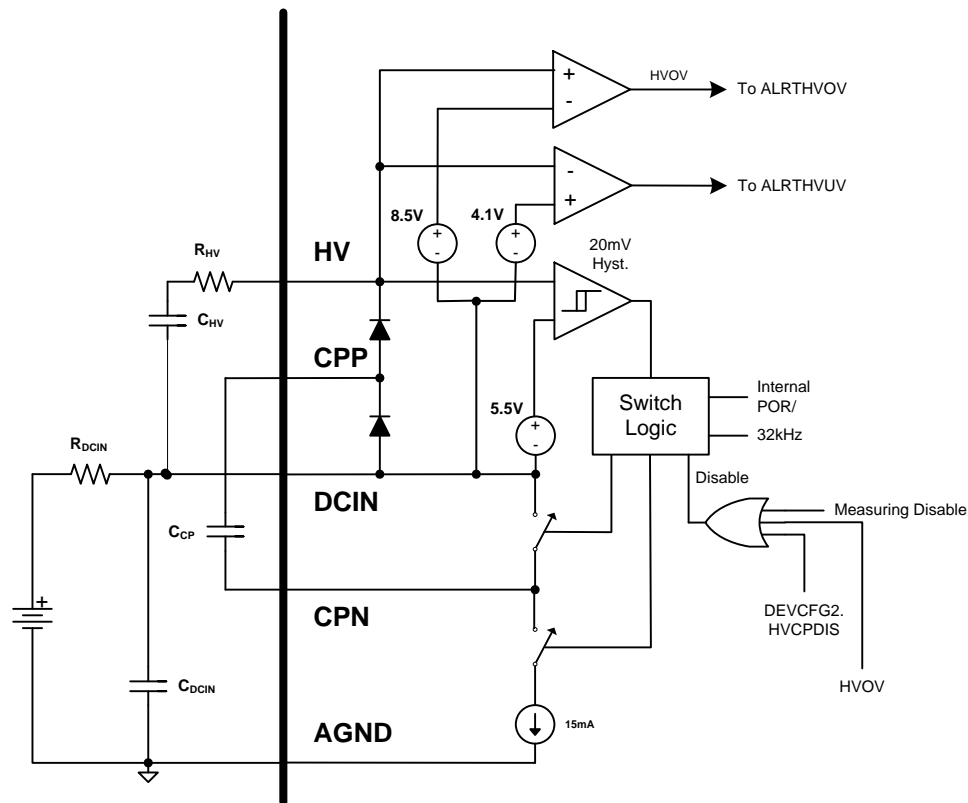 HVOV
To ALRTHVOV
To ALRTHVUV
+
-
-
+
8.5V
4.1V
+
-
+
-
20mV
Hyst.
HV
RHV
CHV
CPP
5.5V
+
-
Switch
Logic
Internal
POR/
32kHz
RDCIN
DCIN
Disable
Measuring Disable
CCP
+
CPN
DEVCFG2.
HVCPDIS
HVOV
CDCIN
AGND
15mA